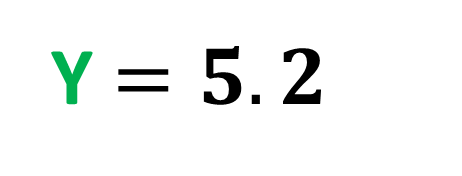 Y = 5. 2